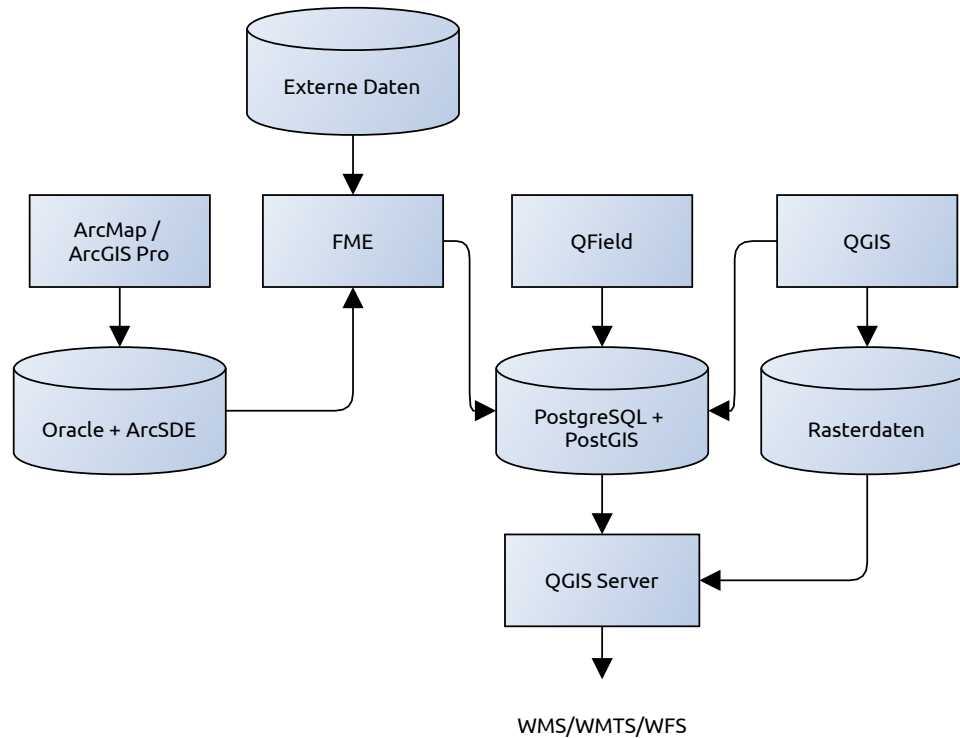 Externe Daten
ArcMap /
ArcGIS Pro
FME
QField
QGIS
Oracle + ArcSDE
PostgreSQL +
PostGIS
Rasterdaten
QGIS Server
WMS/WMTS/WFS